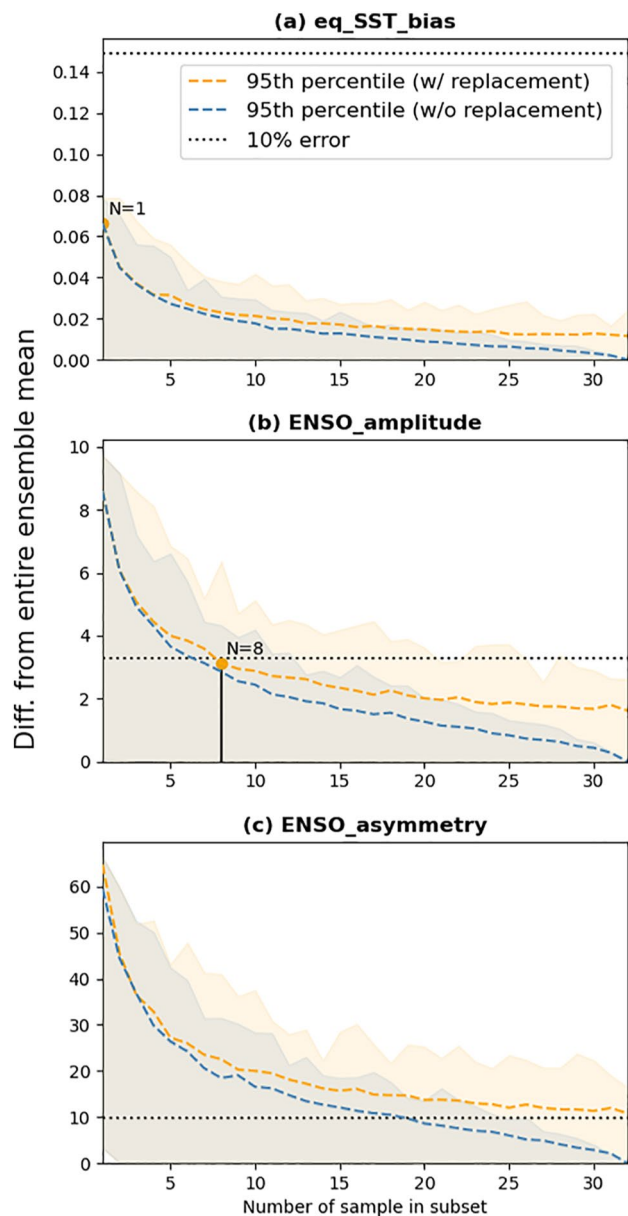 (a) eq_SST_bias
0.14
0.12
0.10
0.08
0.06
0.04
0.02
0.00
95th percentile (w/ replacement)
95th percentile (w/o replacement)
10% error
N=1
5 10 15 20 25 30
Diff. from entire ensemble mean
(b) ENSO_amplitude
10
8
6
4
2
0
N=8
5 10 15 20 25 30
(c) ENSO_asymmetry
60
50
40
30
20
10
0
5 10 15 20 25 30
Number of sample in subset